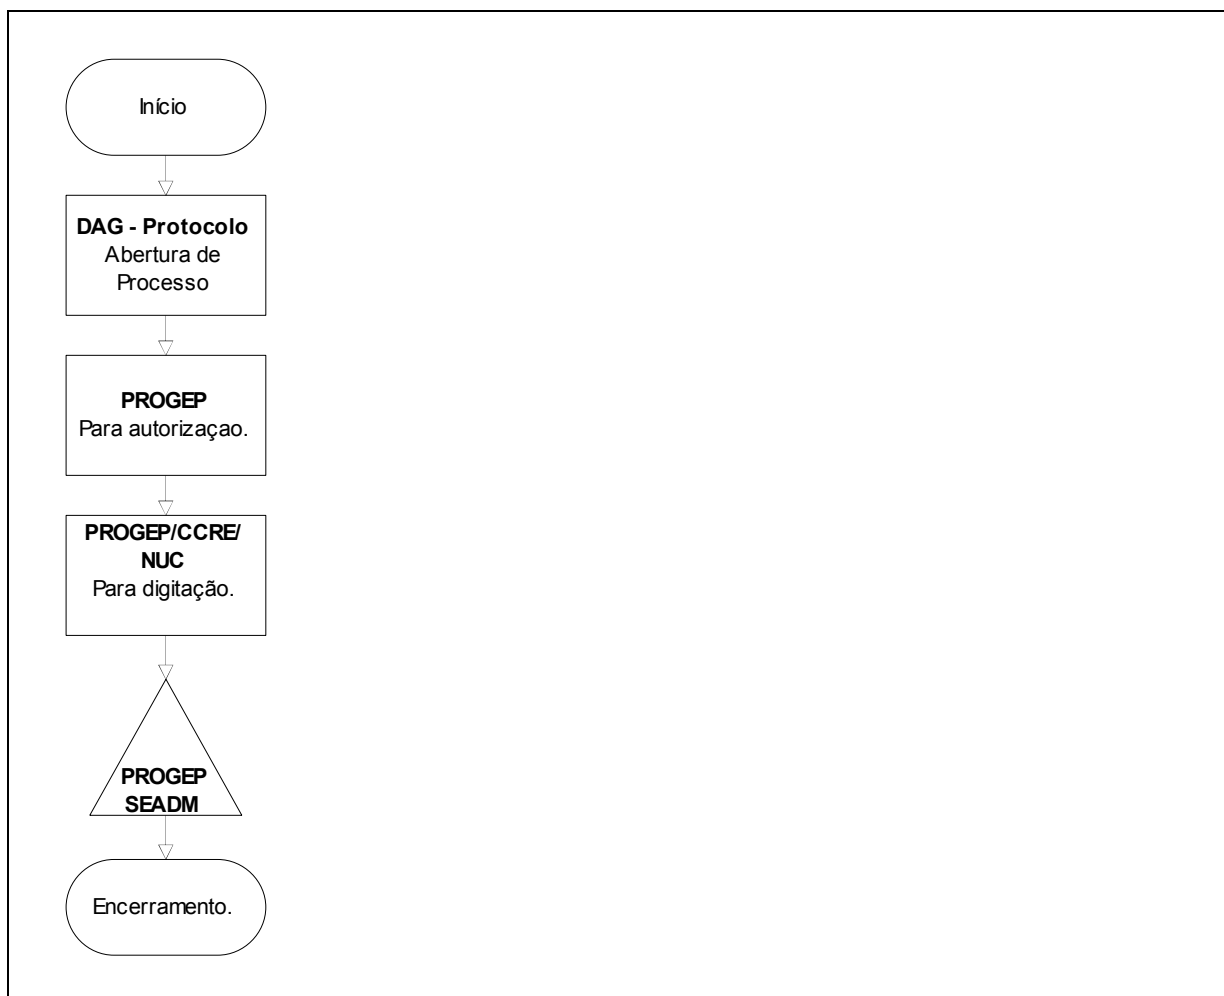 Início
DAG - Protocolo
Abertura de
Processo
PROGEP
Para autorizaçao.
PROGEP/CCRE/
NUC
Para digitação.
PROGEP
SEADM
Encerramento.